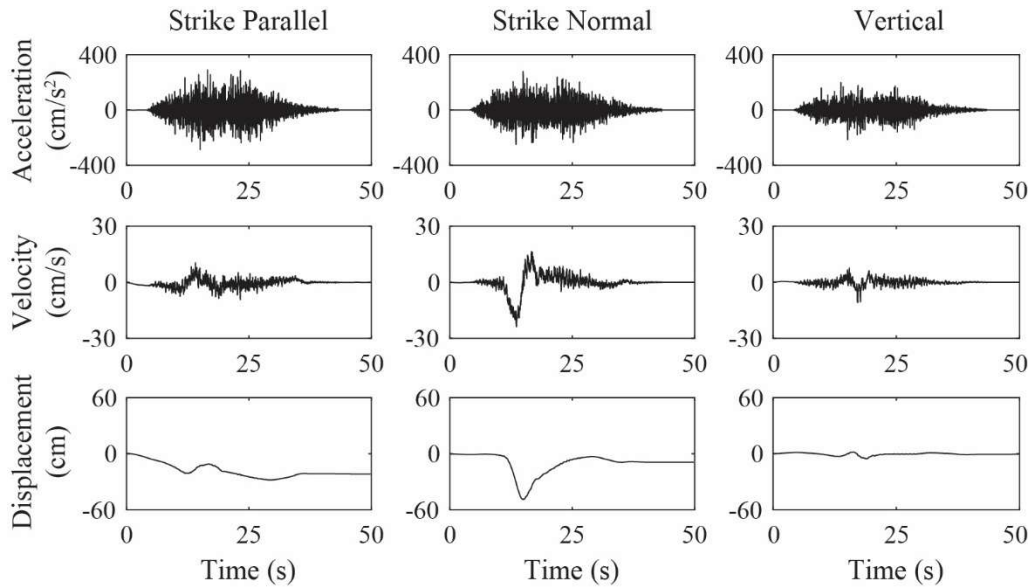 Strike Parallel Strike Normal Vertical
Acceleration
(cm/s²)
400 400 400
0 0 0
-400 -400 -400
0 25 50 0 25 50 0 25 50
Velocity
(cm/s)
30 30 30
0 0 0
-30 -30 -30
0 25 50 0 25 50 0 25 50
Displacement
(cm)
60 60 60
0 0 0
-60 -60 -60
0 25 50 0 25 50 0 25 50
Time (s) Time (s) Time (s)